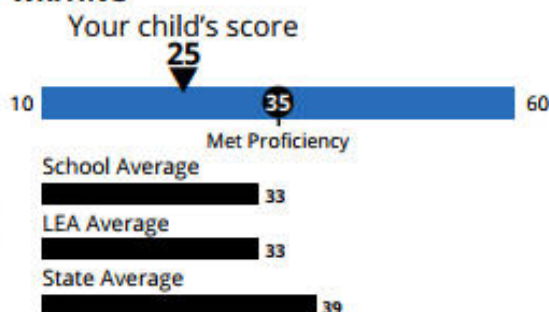 Your child's score
25
10 35 60
Met Proficiency
School Average
33
LEA Average
33
State Average
39